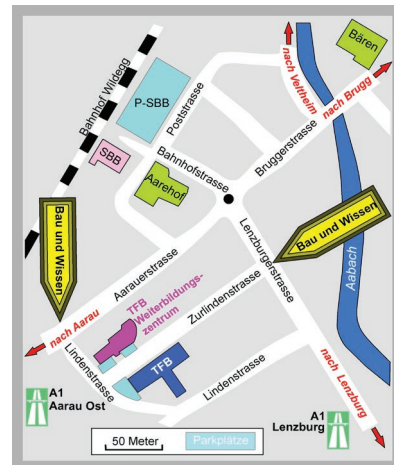 Bären
nach Veltheim
nach Brugg
Bahnhof Wildegg
P-SBB
Poststrasse
SBB
Bahnhofstrasse
Bruggerstrasse
Aarehof
Bau und Wissen
Bau und Wissen
Aabach
Lenzburgerstrasse
Aarauerstrasse
TFB
Weiterbildungs-
zentrum
Zurlindenstrasse
nach Aarau
Lindenstrasse
TFB
Lindenstrasse
nach Lenzburg
A1
Aarau Ost
A1
Lenzburg
50 Meter
Parkplätze